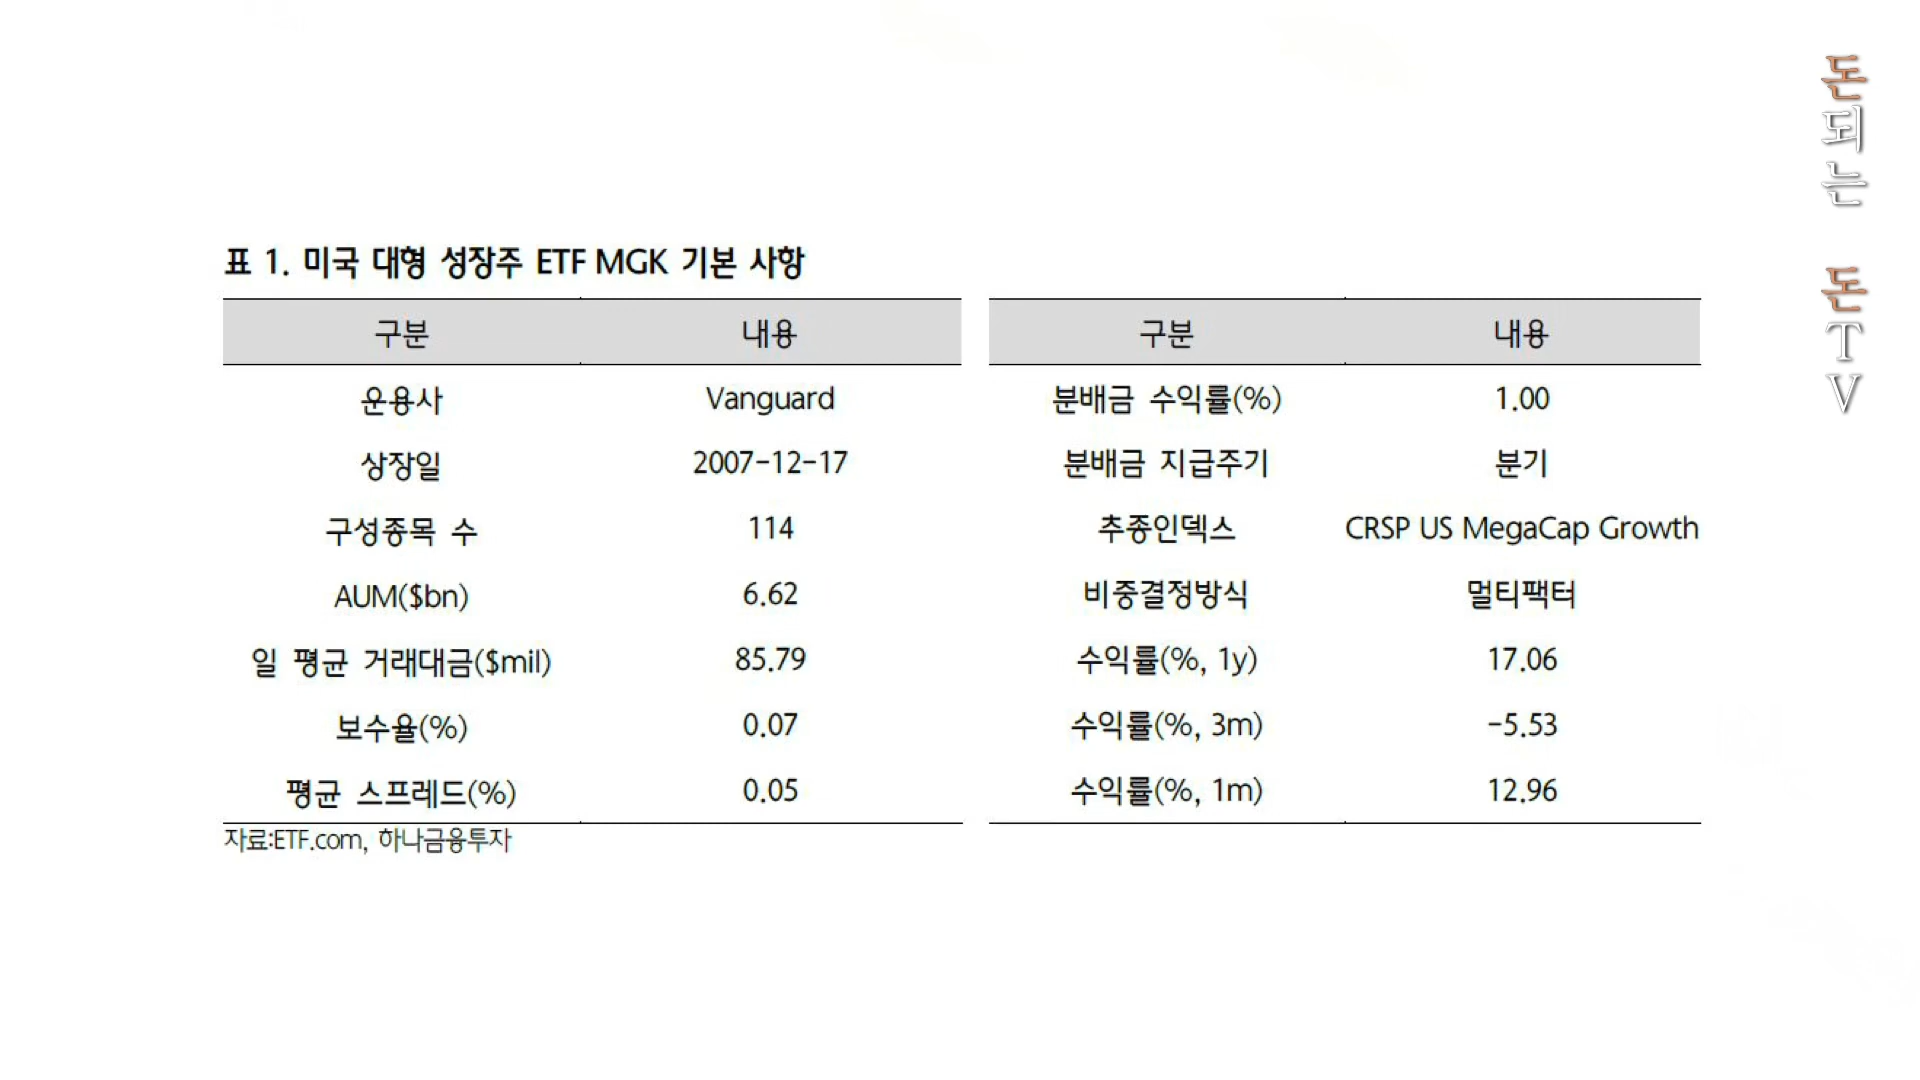 표 1. 미국 대형 성장주 ETF MGK 기본 사항
구분 내용 구분 내용
운용사 Vanguard 분배금 수익률(%) 1.00
상장일 2007-12-17 분배금 지급주기 분기
구성종목 수 114 추종인덱스 CRSP US MegaCap Growth
AUM($bn) 6.62 비중결정방식 멀티팩터
일 평균 거래대금($mil) 85.79 수익률(%, 1y) 17.06
보수율(%) 0.07 수익률(%, 3m) -5.53
평균 스프레드(%) 0.05 수익률(%, 1m) 12.96
자료:ETF.com, 하나금융투자
돈되는 돈TV